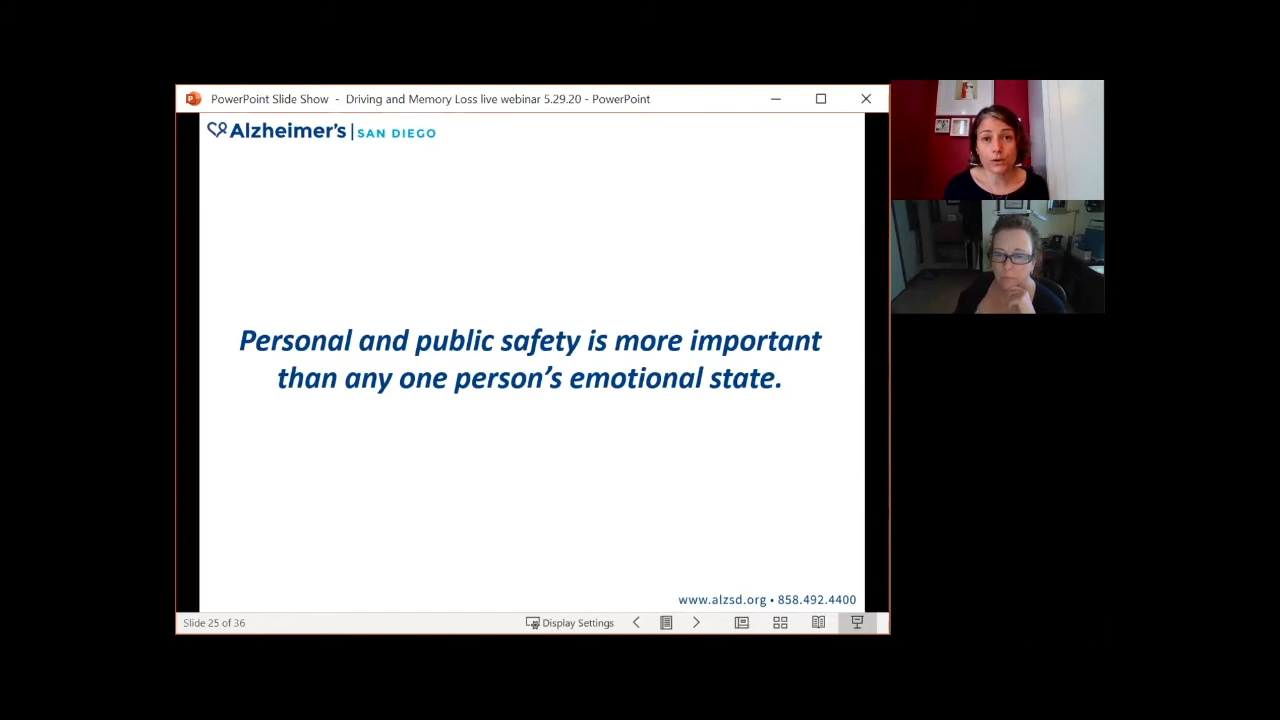 PowerPoint Slide Show - Driving and Memory Loss live webinar 5.29.20 - PowerPoint
Alzheimer's | SAN DIEGO
Personal and public safety is more important
than any one person's emotional state.
www.alzsd.org • 858.492.4400
Slide 25 of 36
Display Settings